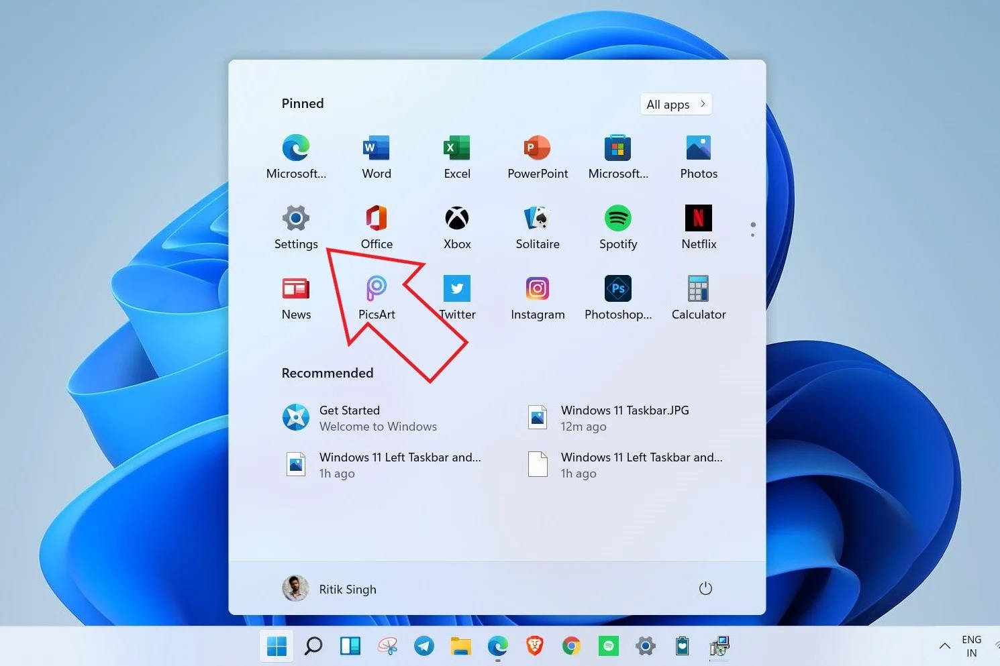 Pinned
All apps
Microsoft...
Word
Excel
PowerPoint
Microsoft...
Photos
Settings
Office
Xbox
Solitaire
Spotify
Netflix
News
PicsArt
Twitter
Instagram
Photoshop...
Calculator
Recommended
Get Started
Welcome to Windows
Windows 11 Taskbar.JPG
12m ago
Windows 11 Left Taskbar and...
1h ago
Windows 11 Left Taskbar and...
1h ago
Ritik Singh
ENG
IN